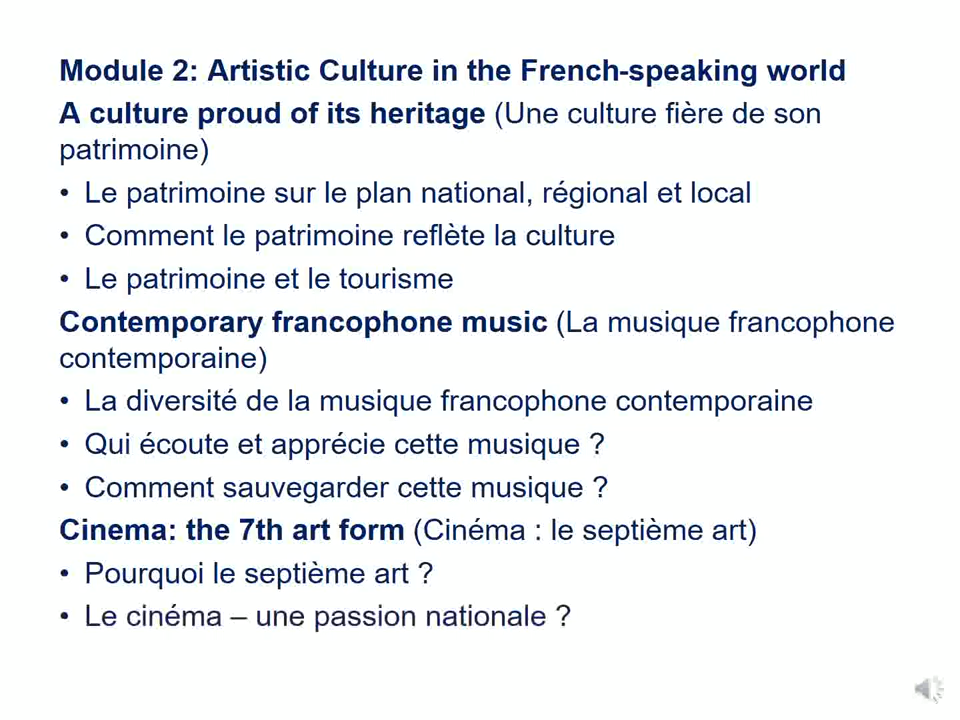 Module 2: Artistic Culture in the French-speaking world
A culture proud of its heritage (Une culture fière de son
patrimoine)
• Le patrimoine sur le plan national, régional et local
• Comment le patrimoine reflète la culture
• Le patrimoine et le tourisme
Contemporary francophone music (La musique francophone
contemporaine)
• La diversité de la musique francophone contemporaine
• Qui écoute et apprécie cette musique ?
• Comment sauvegarder cette musique ?
Cinema: the 7th art form (Cinéma : le septième art)
• Pourquoi le septième art ?
• Le cinéma – une passion nationale ?